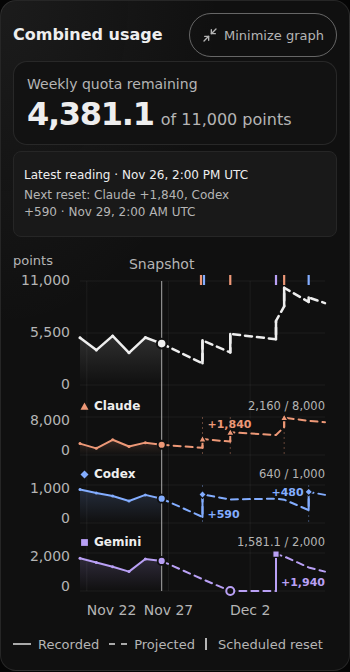 Combined usage
Minimize graph
Weekly quota remaining
4,381.1 of 11,000 points
Latest reading · Nov 26, 2:00 PM UTC
Next reset: Claude +1,840, Codex
+590 · Nov 29, 2:00 AM UTC
points
Snapshot
11,000
5,500
0
Claude
2,160 / 8,000
8,000
+1,840
0
Codex
640 / 1,000
1,000
+480
+590
0
Gemini
1,581.1 / 2,000
2,000
+1,940
0
Nov 22 Nov 27 Dec 2
Recorded Projected Scheduled reset